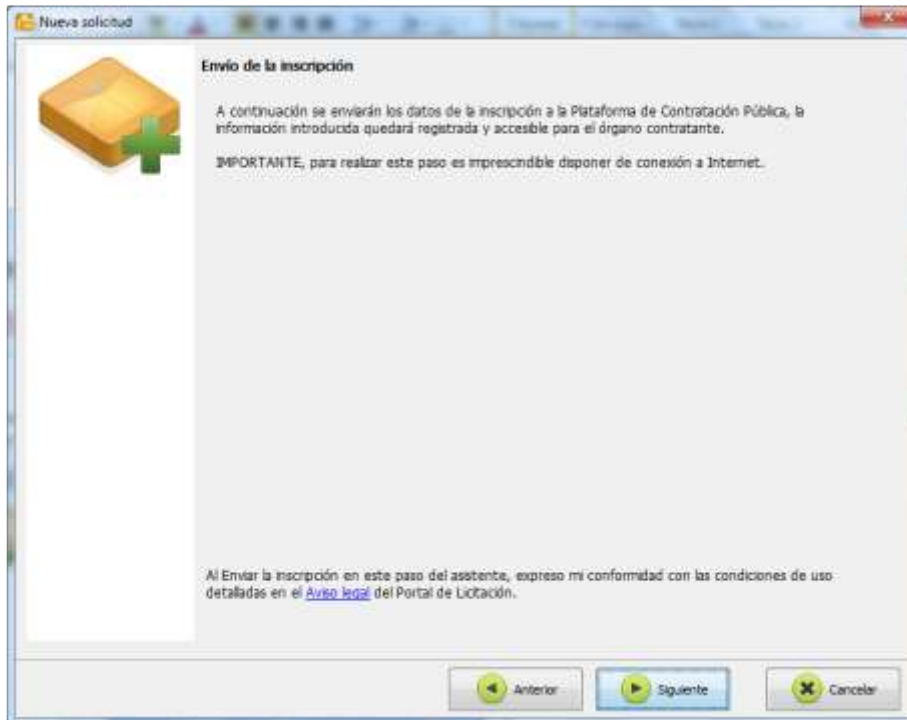 Nueva solicitud
Envío de la inscripción
A continuación se enviarán los datos de la inscripción a la Plataforma de Contratación Pública, la
información introducida quedará registrada y accesible para el órgano contratante.
IMPORTANTE, para realizar este paso es imprescindible disponer de conexión a Internet.
Al Enviar la inscripción en este paso del asistente, expreso mi conformidad con las condiciones de uso
detalladas en el Aviso legal del Portal de Licitación.
Anterior
Siguiente
Cancelar